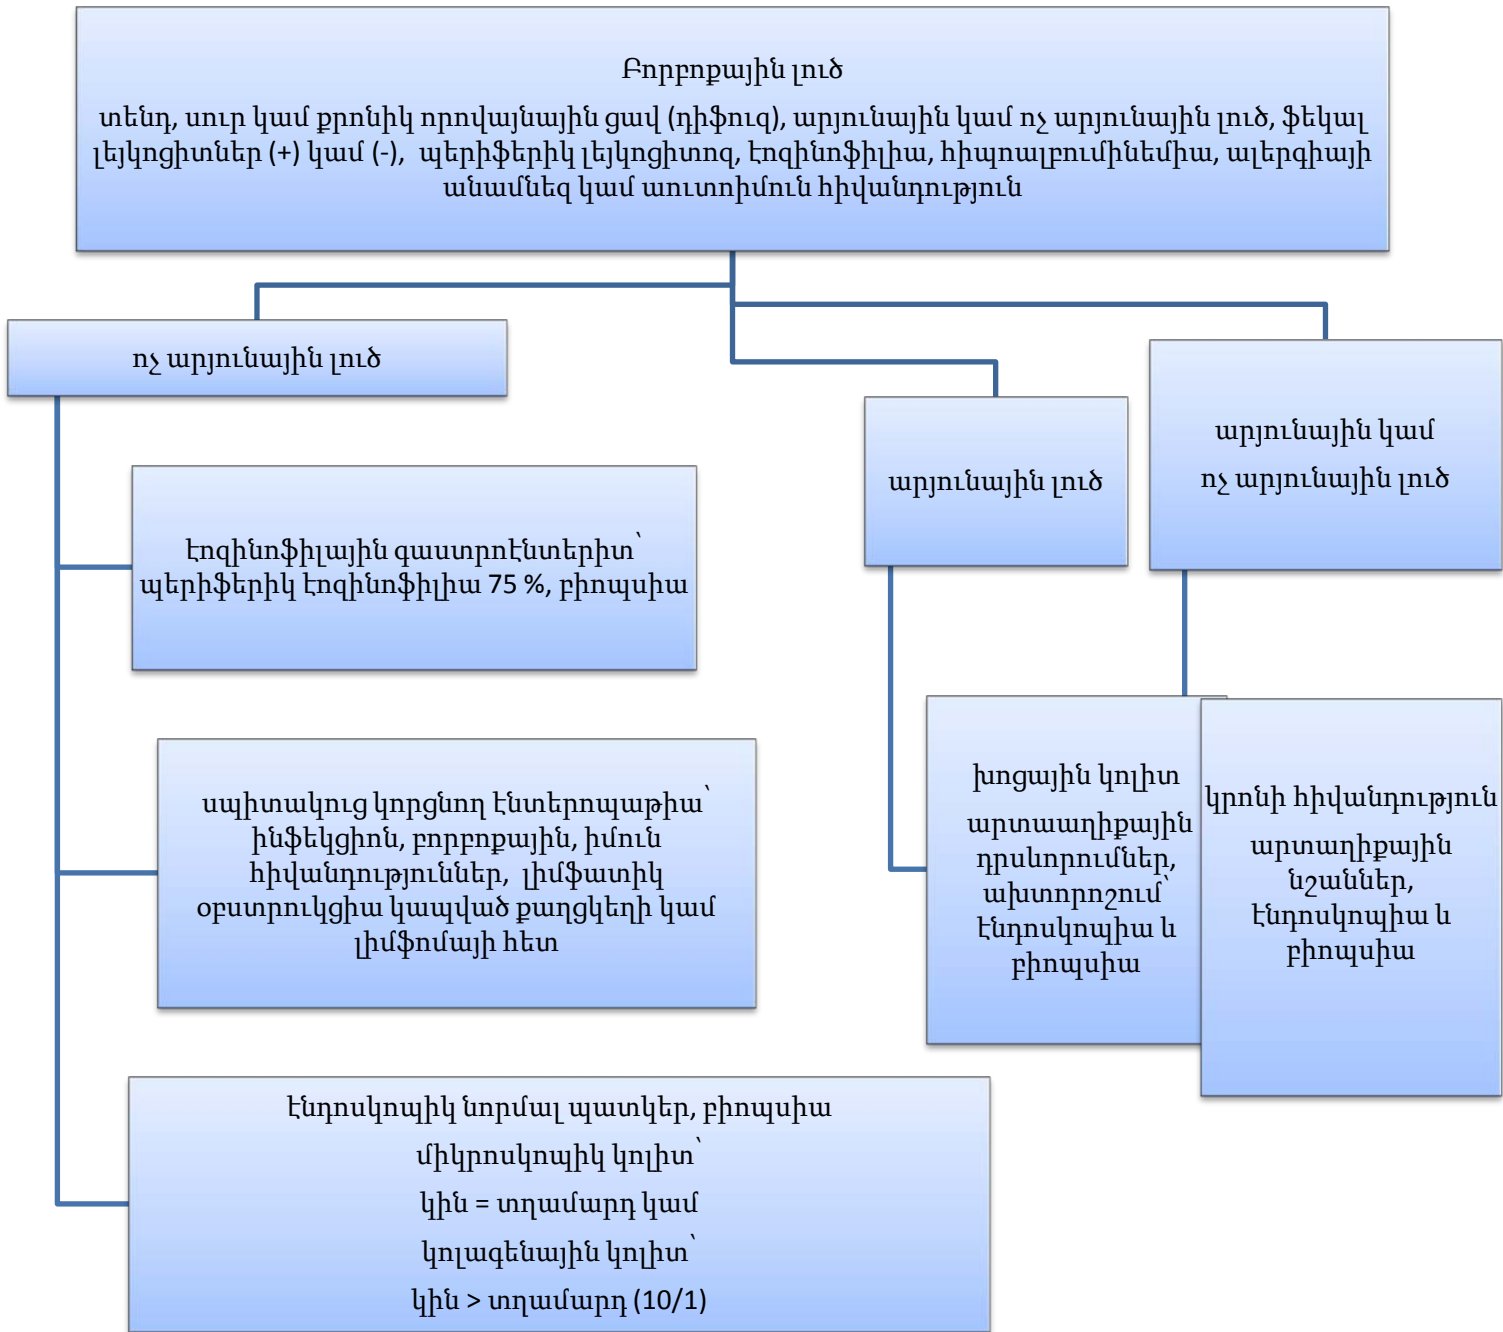 Բորբոքային լուծ
տենդ, սուր կամ քրոնիկ որովայնային ցավ (դիֆուզ), արյունային կամ ոչ արյունային լուծ, ֆեկալ
լեյկոցիտներ (+) կամ (-), պերիֆերիկ լեյկոցիտոզ, էոզինոֆիլիա, հիպոալբումինեմիա, ալերգիայի
անամնեզ կամ աուտոիմուն հիվանդություն
ոչ արյունային լուծ
էոզինոֆիլային գաստրոէնտերիտ՝
պերիֆերիկ էոզինոֆիլիա 75 %, բիոպսիա
սպիտակուց կորցնող էնտերոպաթիա՝
ինֆեկցիոն, բորբոքային, իմուն
հիվանդություններ, լիմֆատիկ
օբստրուկցիա կապված քաղցկեղի կամ
լիմֆոմայի հետ
էնդոսկոպիկ նորմալ պատկեր, բիոպսիա
միկրոսկոպիկ կոլիտ՝
կին = տղամարդ կամ
կոլագենային կոլիտ՝
կին > տղամարդ (10/1)
արյունային լուծ
խոցային կոլիտ
արտաաղիքային
դրսևորումներ,
ախտորոշում՝
էնդոսկոպիա և
բիոպսիա
արյունային կամ
ոչ արյունային լուծ
կրոնի հիվանդություն
արտաղիքային
նշաններ,
էնդոսկոպիա և
բիոպսիա